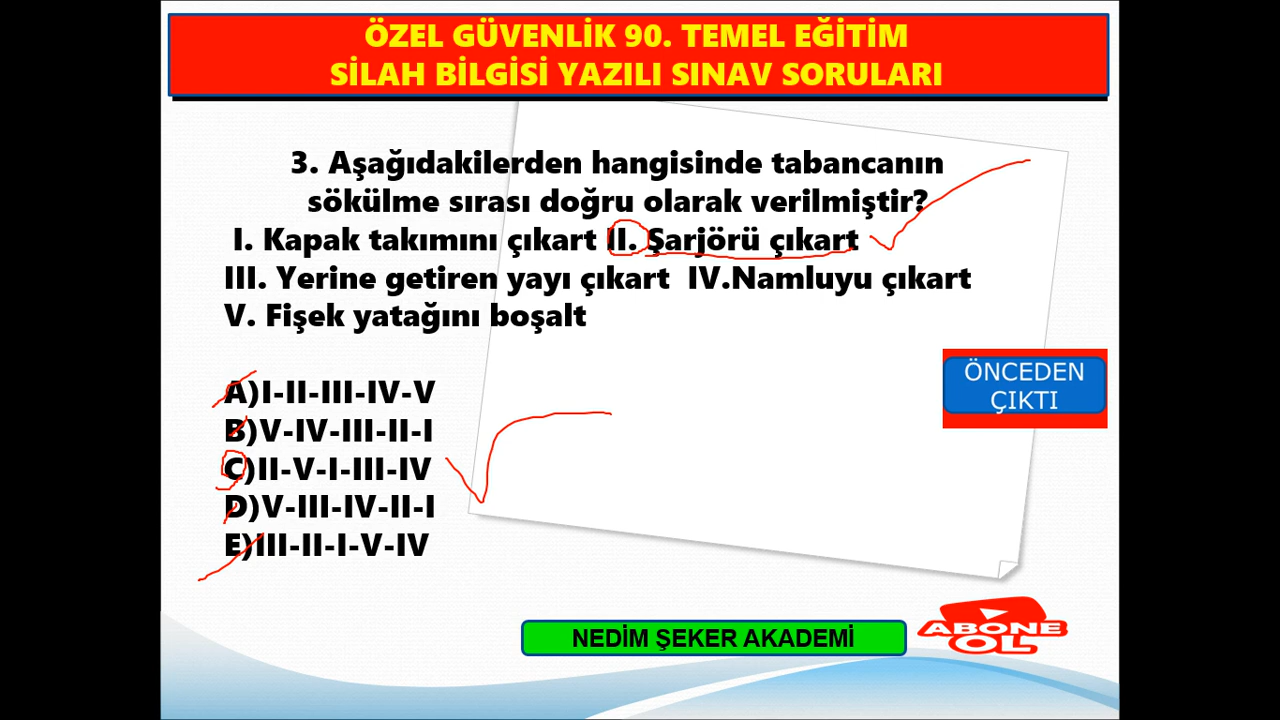 ÖZEL GÜVENLİK 90. TEMEL EĞİTİM
SİLAH BİLGİSİ YAZILI SINAV SORULARI
3. Aşağıdakilerden hangisinde tabancanın
sökülme sırası doğru olarak verilmiştir?
I. Kapak takımını çıkart II. Şarjörü çıkart
III. Yerine getiren yayı çıkart IV.Namluyu çıkart
V. Fişek yatağını boşalt
A)I-II-III-IV-V
B)V-IV-III-II-I
C)II-V-I-III-IV
D)V-III-IV-II-I
E)III-II-I-V-IV
ÖNCEDEN
ÇIKTI
NEDİM ŞEKER AKADEMİ
ABONE
OL